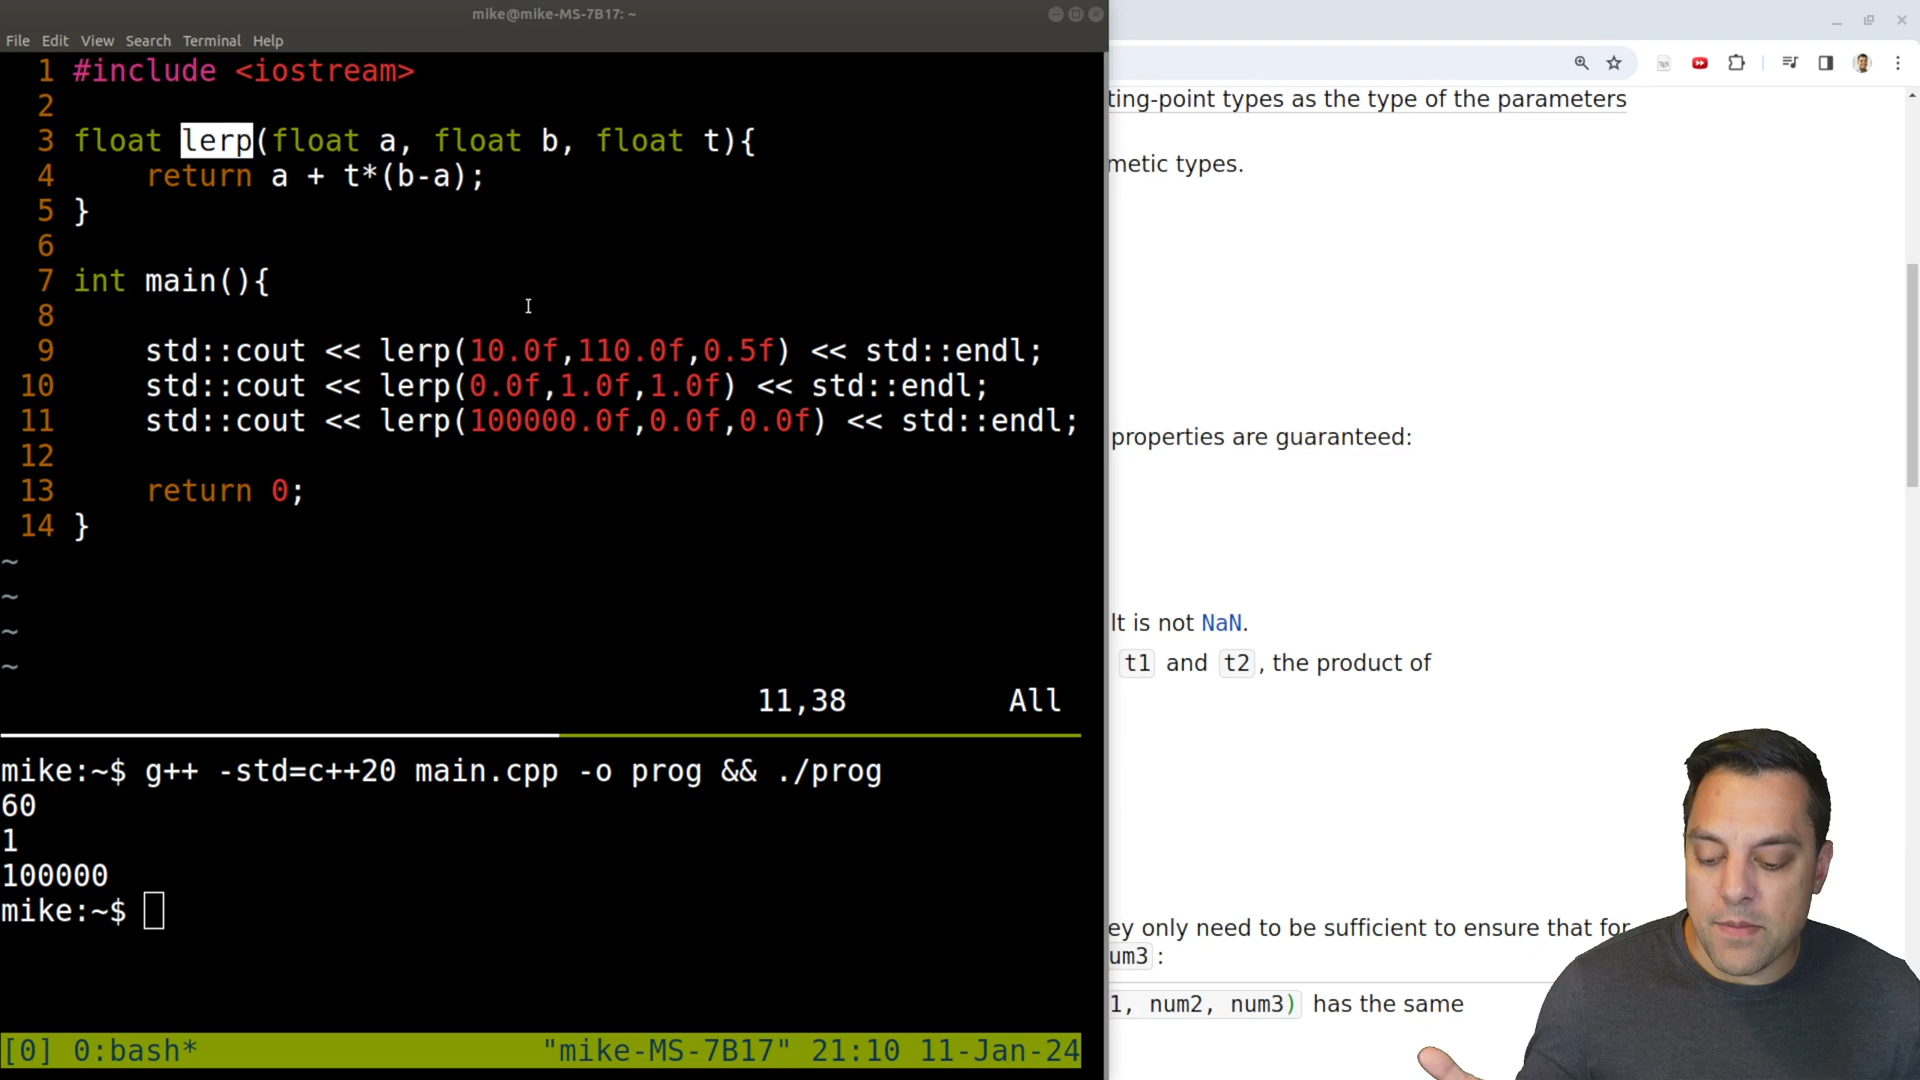 mike@mike-MS-7B17: ~
File Edit View Search Terminal Help
1 #include <iostream>
2
3 float lerp(float a, float b, float t){
4 return a + t*(b-a);
5 }
6
7 int main(){
8
9 std::cout << lerp(10.0f,110.0f,0.5f) << std::endl;
10 std::cout << lerp(0.0f,1.0f,1.0f) << std::endl;
11 std::cout << lerp(100000.0f,0.0f,0.0f) << std::endl;
12
13 return 0;
14 }
~
~
~
~
11,38 All
mike:~$ g++ -std=c++20 main.cpp -o prog && ./prog
60
1
100000
mike:~$
[0] 0:bash* "mike-MS-7B17" 21:10 11-Jan-24
ting-point types as the type of the parameters
metic types.
properties are guaranteed:
lt is not NaN.
t1 and t2, the product of
ey only need to be sufficient to ensure that for
um3:
1, num2, num3) has the same